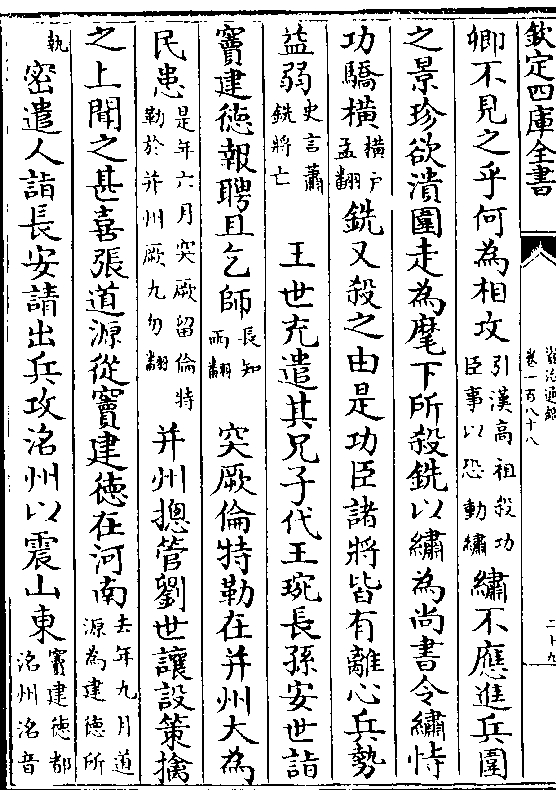 欽定四庫全書
資治通鑑
卷一百八十八
二十九
卿不見之乎何為相攻引漢高祖殺功臣事以恐動繡繡不應進兵圍
之景珍欲潰圍走為麾下所殺銑以繡為尚書令繡恃
功驕橫橫户孟翻銑又殺之由是功臣諸將皆有離心兵勢
益弱史言蕭銑將亡　王世充遣其兄子代王琬長孫安世詣
竇建徳報聘且乞師長知兩翻　突厥倫特勒在并州大為
民患是年六月突厥留倫特勒於并州厥九勿翻并州摠管劉世讓設策擒
之上聞之甚喜張道源從竇建徳在河南去年九月道源為建徳所
執密遣人詣長安請出兵攻洺州以震山東竇建徳都洺州洺音